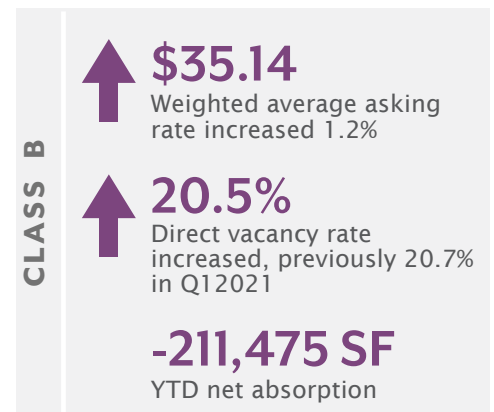 CLASS B
$35.14
Weighted average asking
rate increased 1.2%
20.5%
Direct vacancy rate
increased, previously 20.7%
in Q12021
-211,475 SF
YTD net absorption